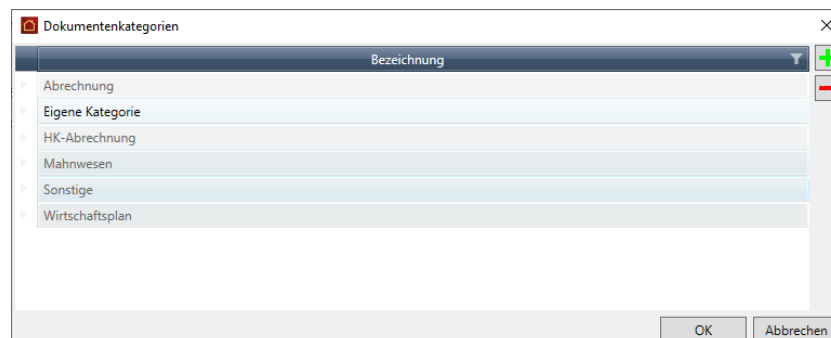 Dokumentenkategorien
Bezeichnung
Abrechnung
Eigene Kategorie
HK-Abrechnung
Mahnwesen
Sonstige
Wirtschaftsplan
OK
Abbrechen